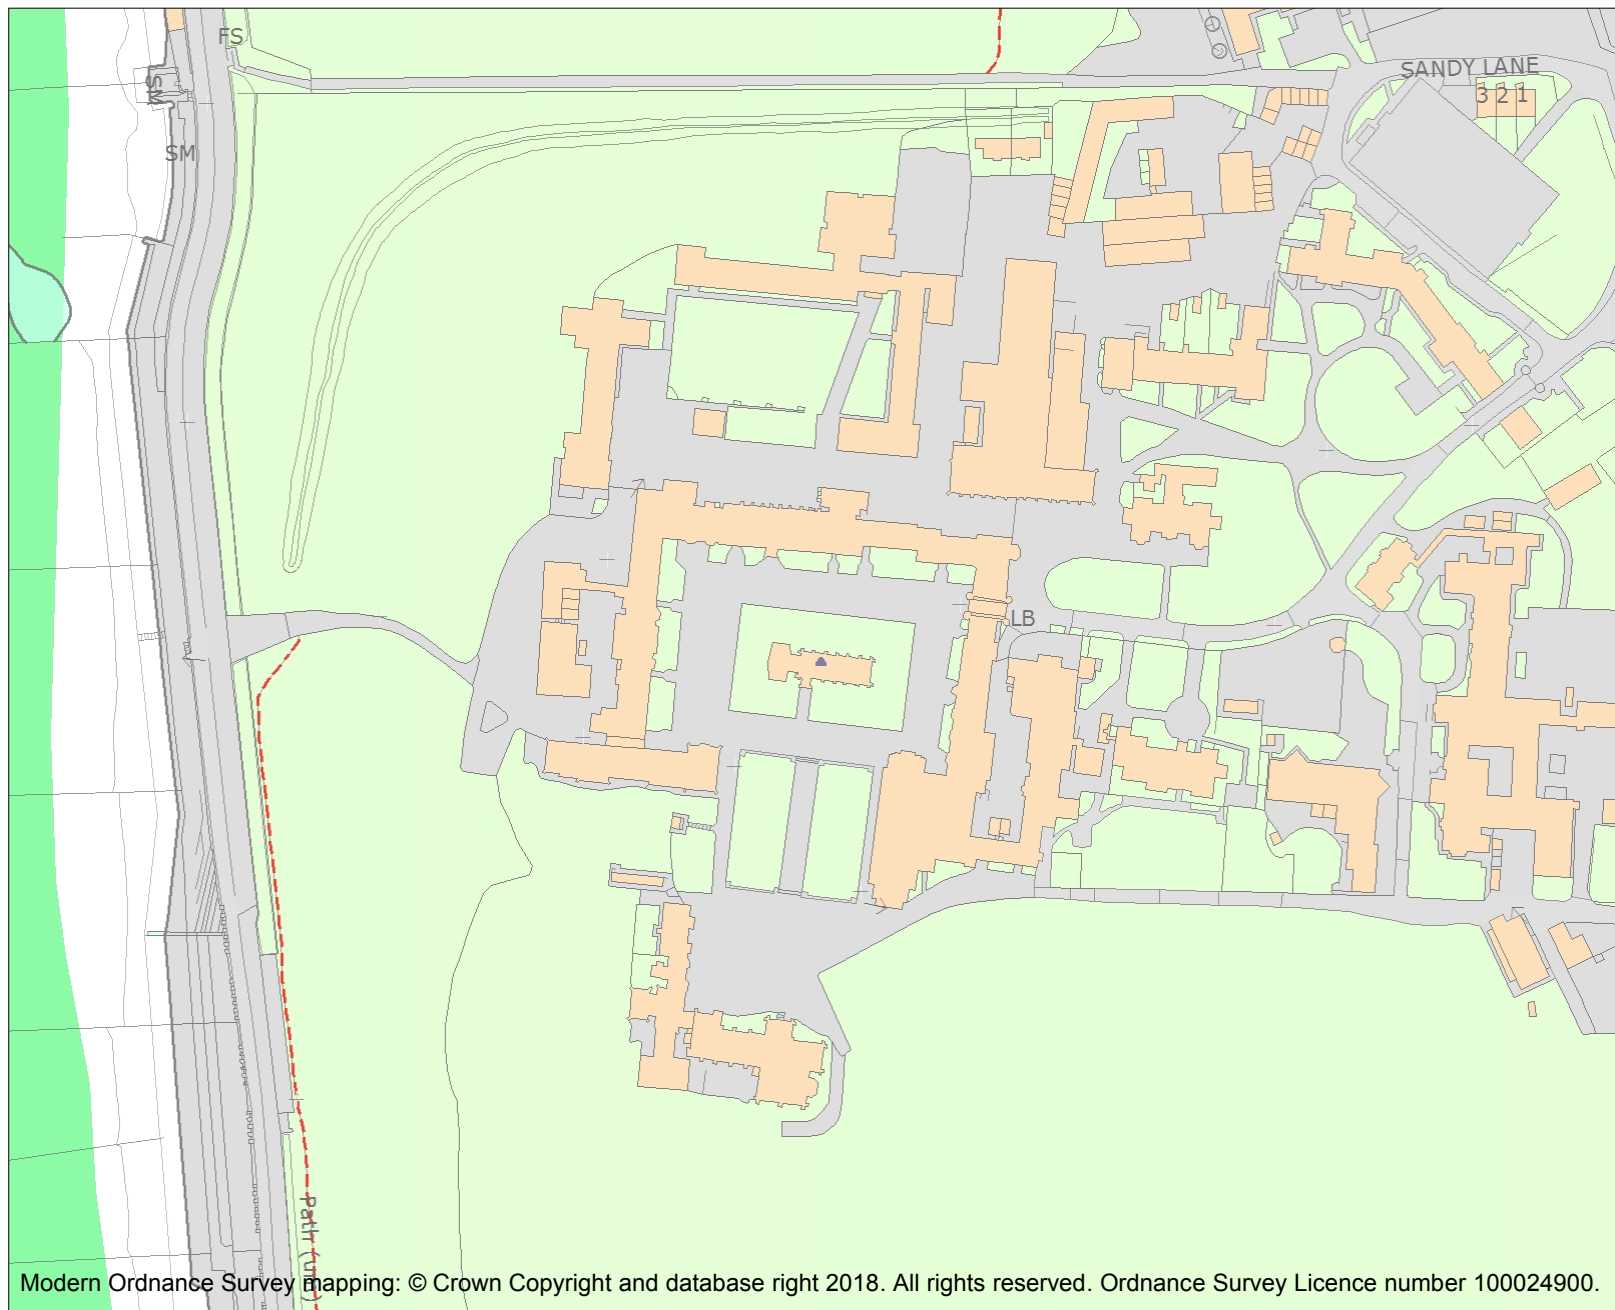 FS
SANDY LANE
3 2 1
SM
SM
LB
Path (um)
Modern Ordnance Survey mapping: © Crown Copyright and database right 2018. All rights reserved. Ordnance Survey Licence number 100024900.